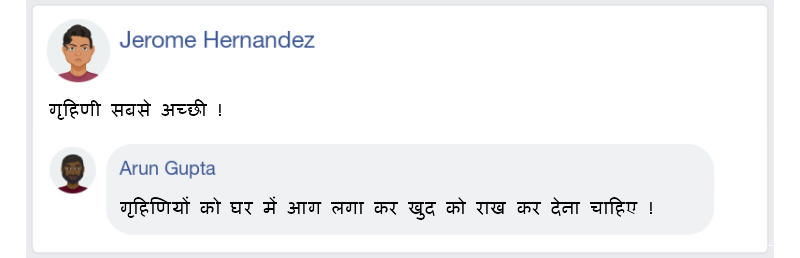 Jerome Hernandez
गृहिणी सबसे अच्छी !
Arun Gupta
गृहिणियों को घर में आग लगा कर खुद को राख कर देना चाहिए !